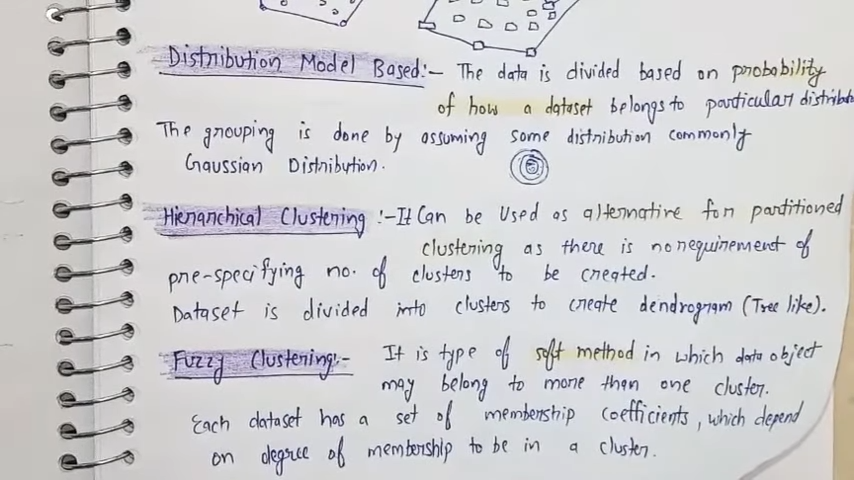 Distribution Model Based:- The data is divided based on probability
of how a dataset belongs to particular
The grouping is done by assuming some distribution commonly
Gaussian Distribution.
Hierarchical Clustering :- It Can be Used as alternative for partitioned
clustering as there is no requirement of
pre-specifying no. of clusters to be created.
Dataset is divided into clusters to create dendrogram (Tree like).
Fuzzy Clustering:- It is type of soft method in which data object
may belong to more than one cluster.
Each dataset has a set of membership coefficients, which depend
on degree of membership to be in a cluster.